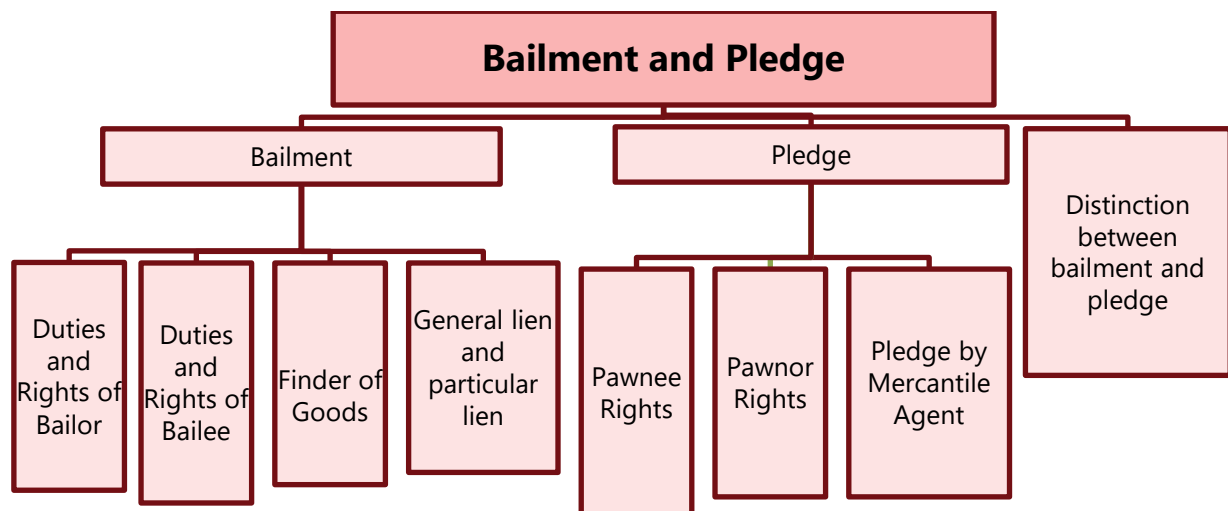 Bailment and Pledge
Bailment
Pledge
Distinction
between
bailment and
pledge
Duties
and
Rights of
Bailor
Duties
and
Rights of
Bailee
Finder of
Goods
General lien
and
particular
lien
Pawnee
Rights
Pawnor
Rights
Pledge by
Mercantile
Agent